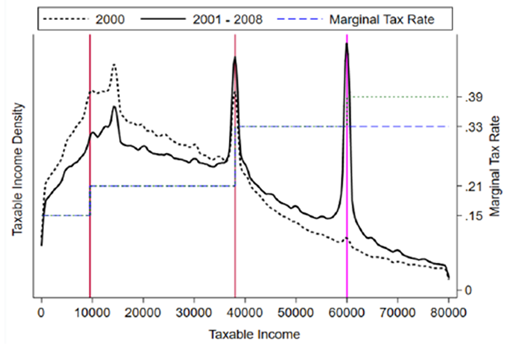 2000 2001 - 2008 Marginal Tax Rate
Taxable Income Density
Marginal Tax Rate
.39
.33
.21
.15
0
0 10000 20000 30000 40000 50000 60000 70000 80000
Taxable Income